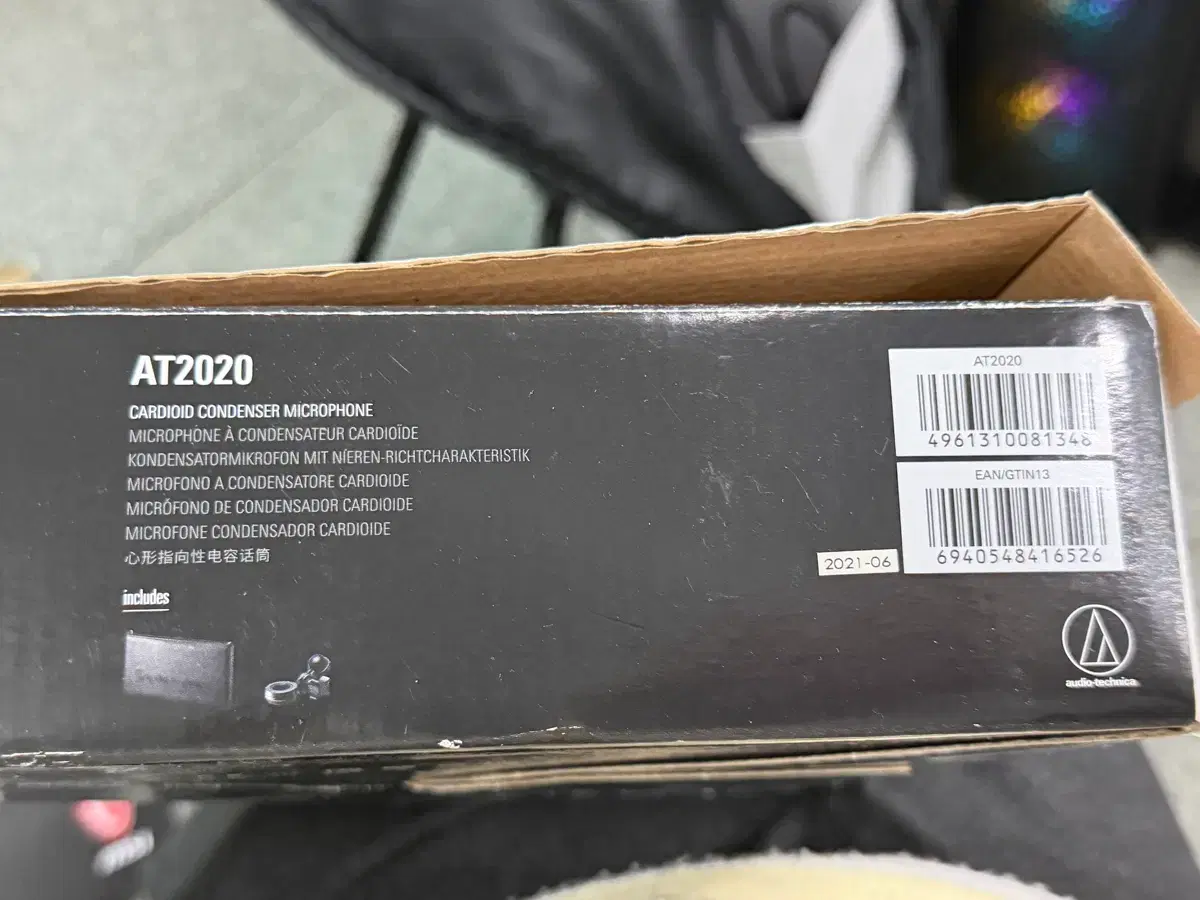 AT2020
CARDIOID CONDENSER MICROPHONE
MICROPHONE À CONDENSATEUR CARDIOÏDE
KONDENSATORMIKROFON MIT NIEREN-RICHTCHARAKTERISTIK
MICROFONO A CONDENSATORE CARDIOIDE
MICRÓFONO DE CONDENSADOR CARDIOIDE
MICROFONE CONDENSADOR CARDIOIDE
心形指向性电容话筒
includes
AT2020
4961310081348
EAN/GTIN13
6940548416526
2021-06
audio-technica